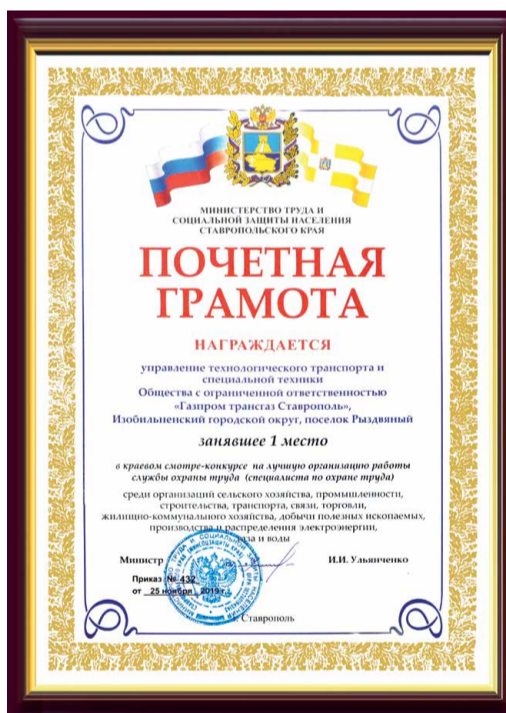 МИНИСТЕРСТВО ТРУДА И
СОЦИАЛЬНОЙ ЗАЩИТЫ НАСЕЛЕНИЯ
СТАВРОПОЛЬСКОГО КРАЯ
ПОЧЕТНАЯ
ГРАМОТА
НАГРАЖДАЕТСЯ
управление технологического транспорта и
специальной техники
Общества с ограниченной ответственностью
«Газпром трансгаз Ставрополь»,
Изобильненский городской округ, поселок Рыздвяный
занявшее 1 место
в краевом смотре-конкурсе на лучшую организацию работы
службы охраны труда (специалиста по охране труда)
среди организаций сельского хозяйства, промышленности,
строительства, транспорта, связи, торговли,
жилищно-коммунального хозяйства, добычи полезных ископаемых,
производства и распределения электроэнергии,
газа и воды
Министр И.И. Ульянченко
Приказ № 432
от 25 ноября 2019 г.
г. Ставрополь